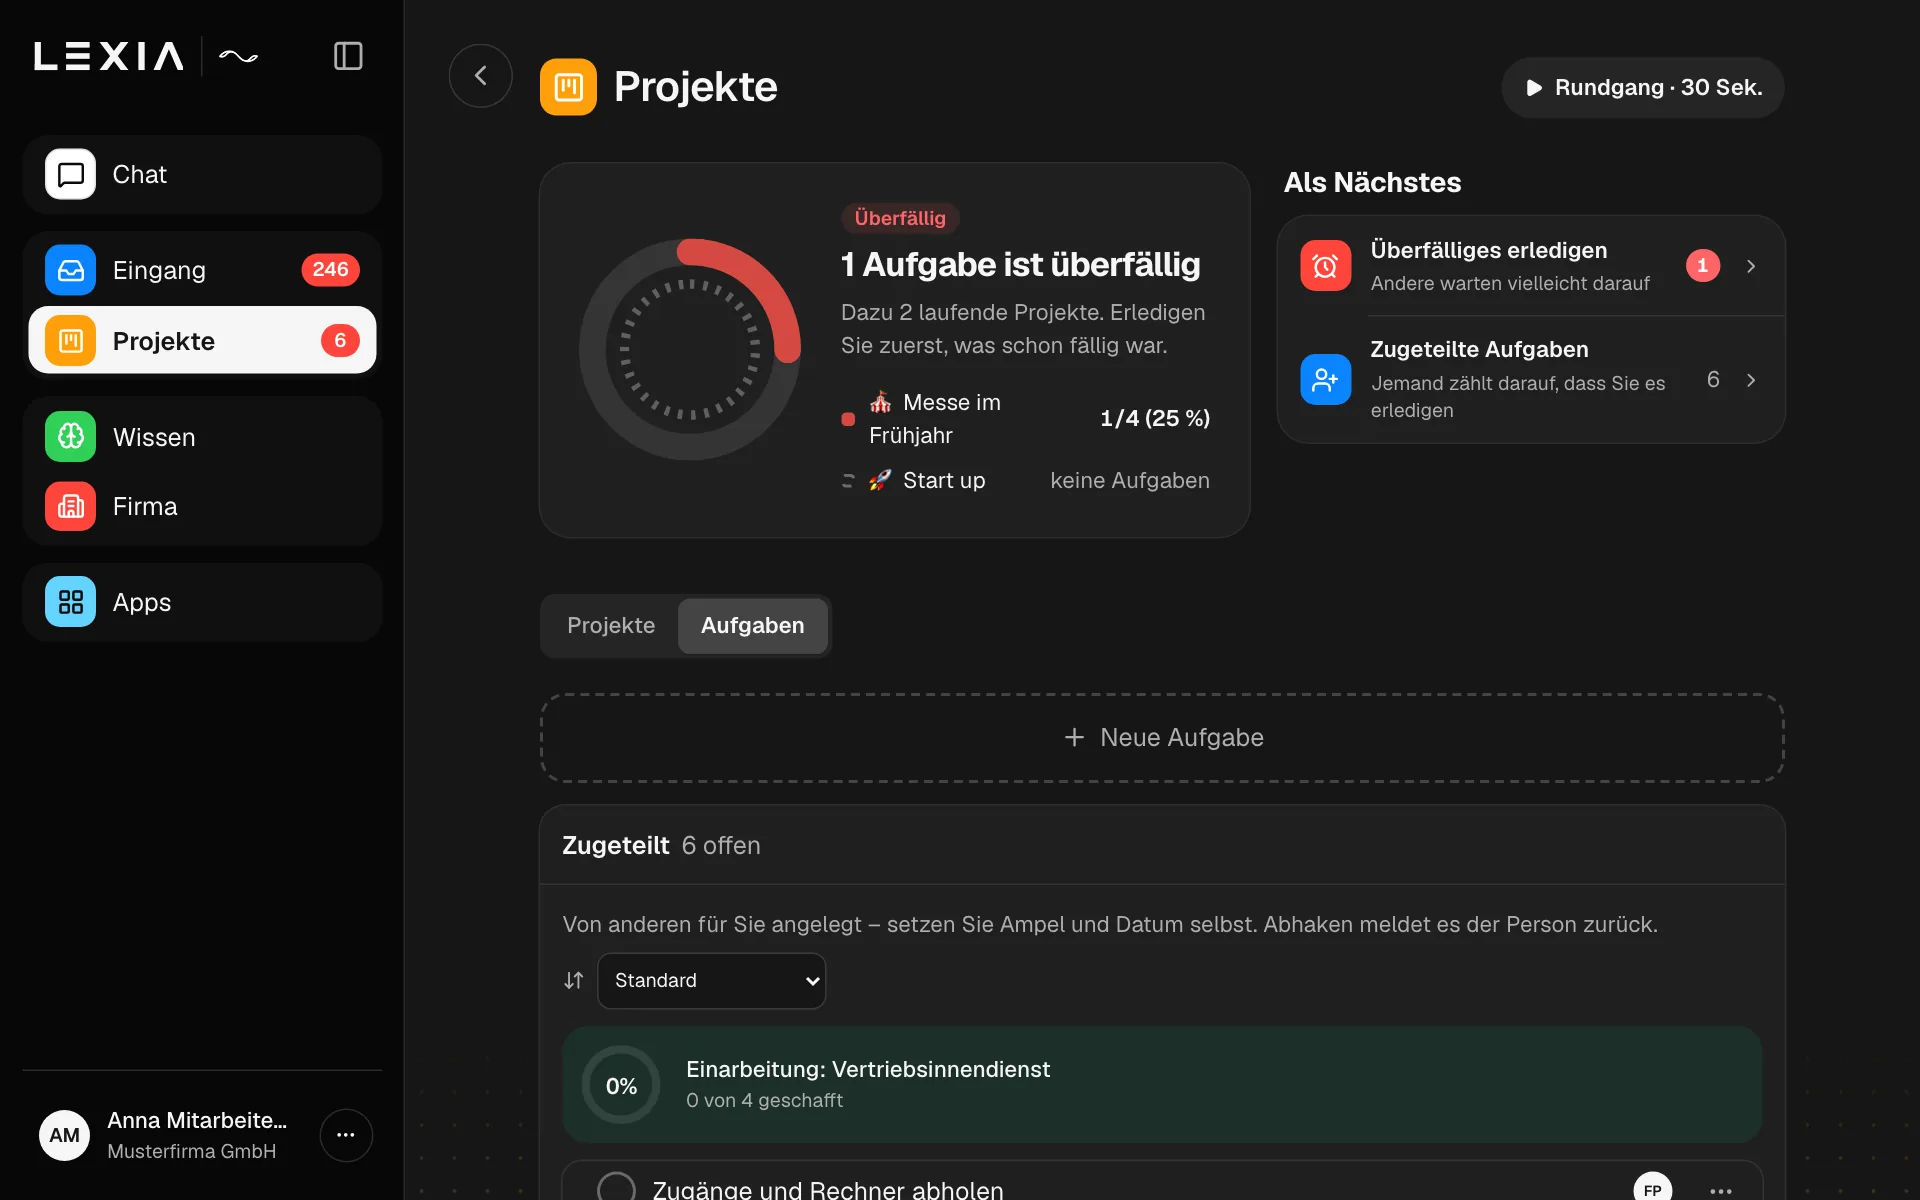 LEXIA
Chat
Eingang 246
Projekte 6
Wissen
Firma
Apps
AM
Anna Mitarbeite...
Musterfirma GmbH
Projekte
Rundgang · 30 Sek.
Überfällig
1 Aufgabe ist überfällig
Dazu 2 laufende Projekte. Erledigen
Sie zuerst, was schon fällig war.
Messe im
Frühjahr
1/4 (25 %)
Start up keine Aufgaben
Als Nächstes
Überfälliges erledigen
Andere warten vielleicht darauf
1
Zugeteilte Aufgaben
Jemand zählt darauf, dass Sie es
erledigen
6
Projekte Aufgaben
Neue Aufgabe
Zugeteilt 6 offen
Von anderen für Sie angelegt – setzen Sie Ampel und Datum selbst. Abhaken meldet es der Person zurück.
Standard
0%
Einarbeitung: Vertriebsinnendienst
0 von 4 geschafft
Zugänge und Rechner abholen
FP